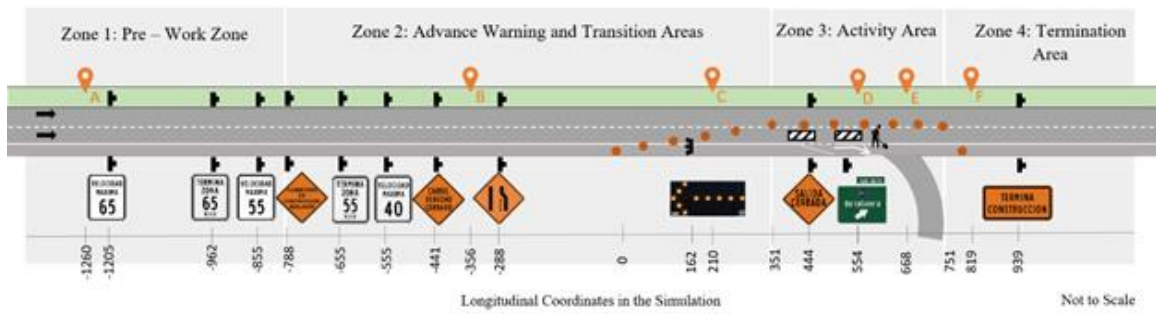 Zone 1: Pre – Work Zone
Zone 2: Advance Warning and Transition Areas
Zone 3: Activity Area
Zone 4: Termination
Area
A
B
C
D
E
F
VELOCIDAD
MAXIMA
65
TERMINA
ZONA
65
VELOCIDAD
MAXIMA
55
TERMINA
ZONA
55
VELOCIDAD
MAXIMA
40
CARRIL
DERECHO
CERRADO
SALIDA
CERRADA
TERMINA
CONSTRUCCIÓN
-1260
-1205
-962
-855
-788
-655
-555
-441
-356
-288
0
162
210
351
444
554
668
751
819
939
Longitudinal Coordinates in the Simulation
Not to Scale